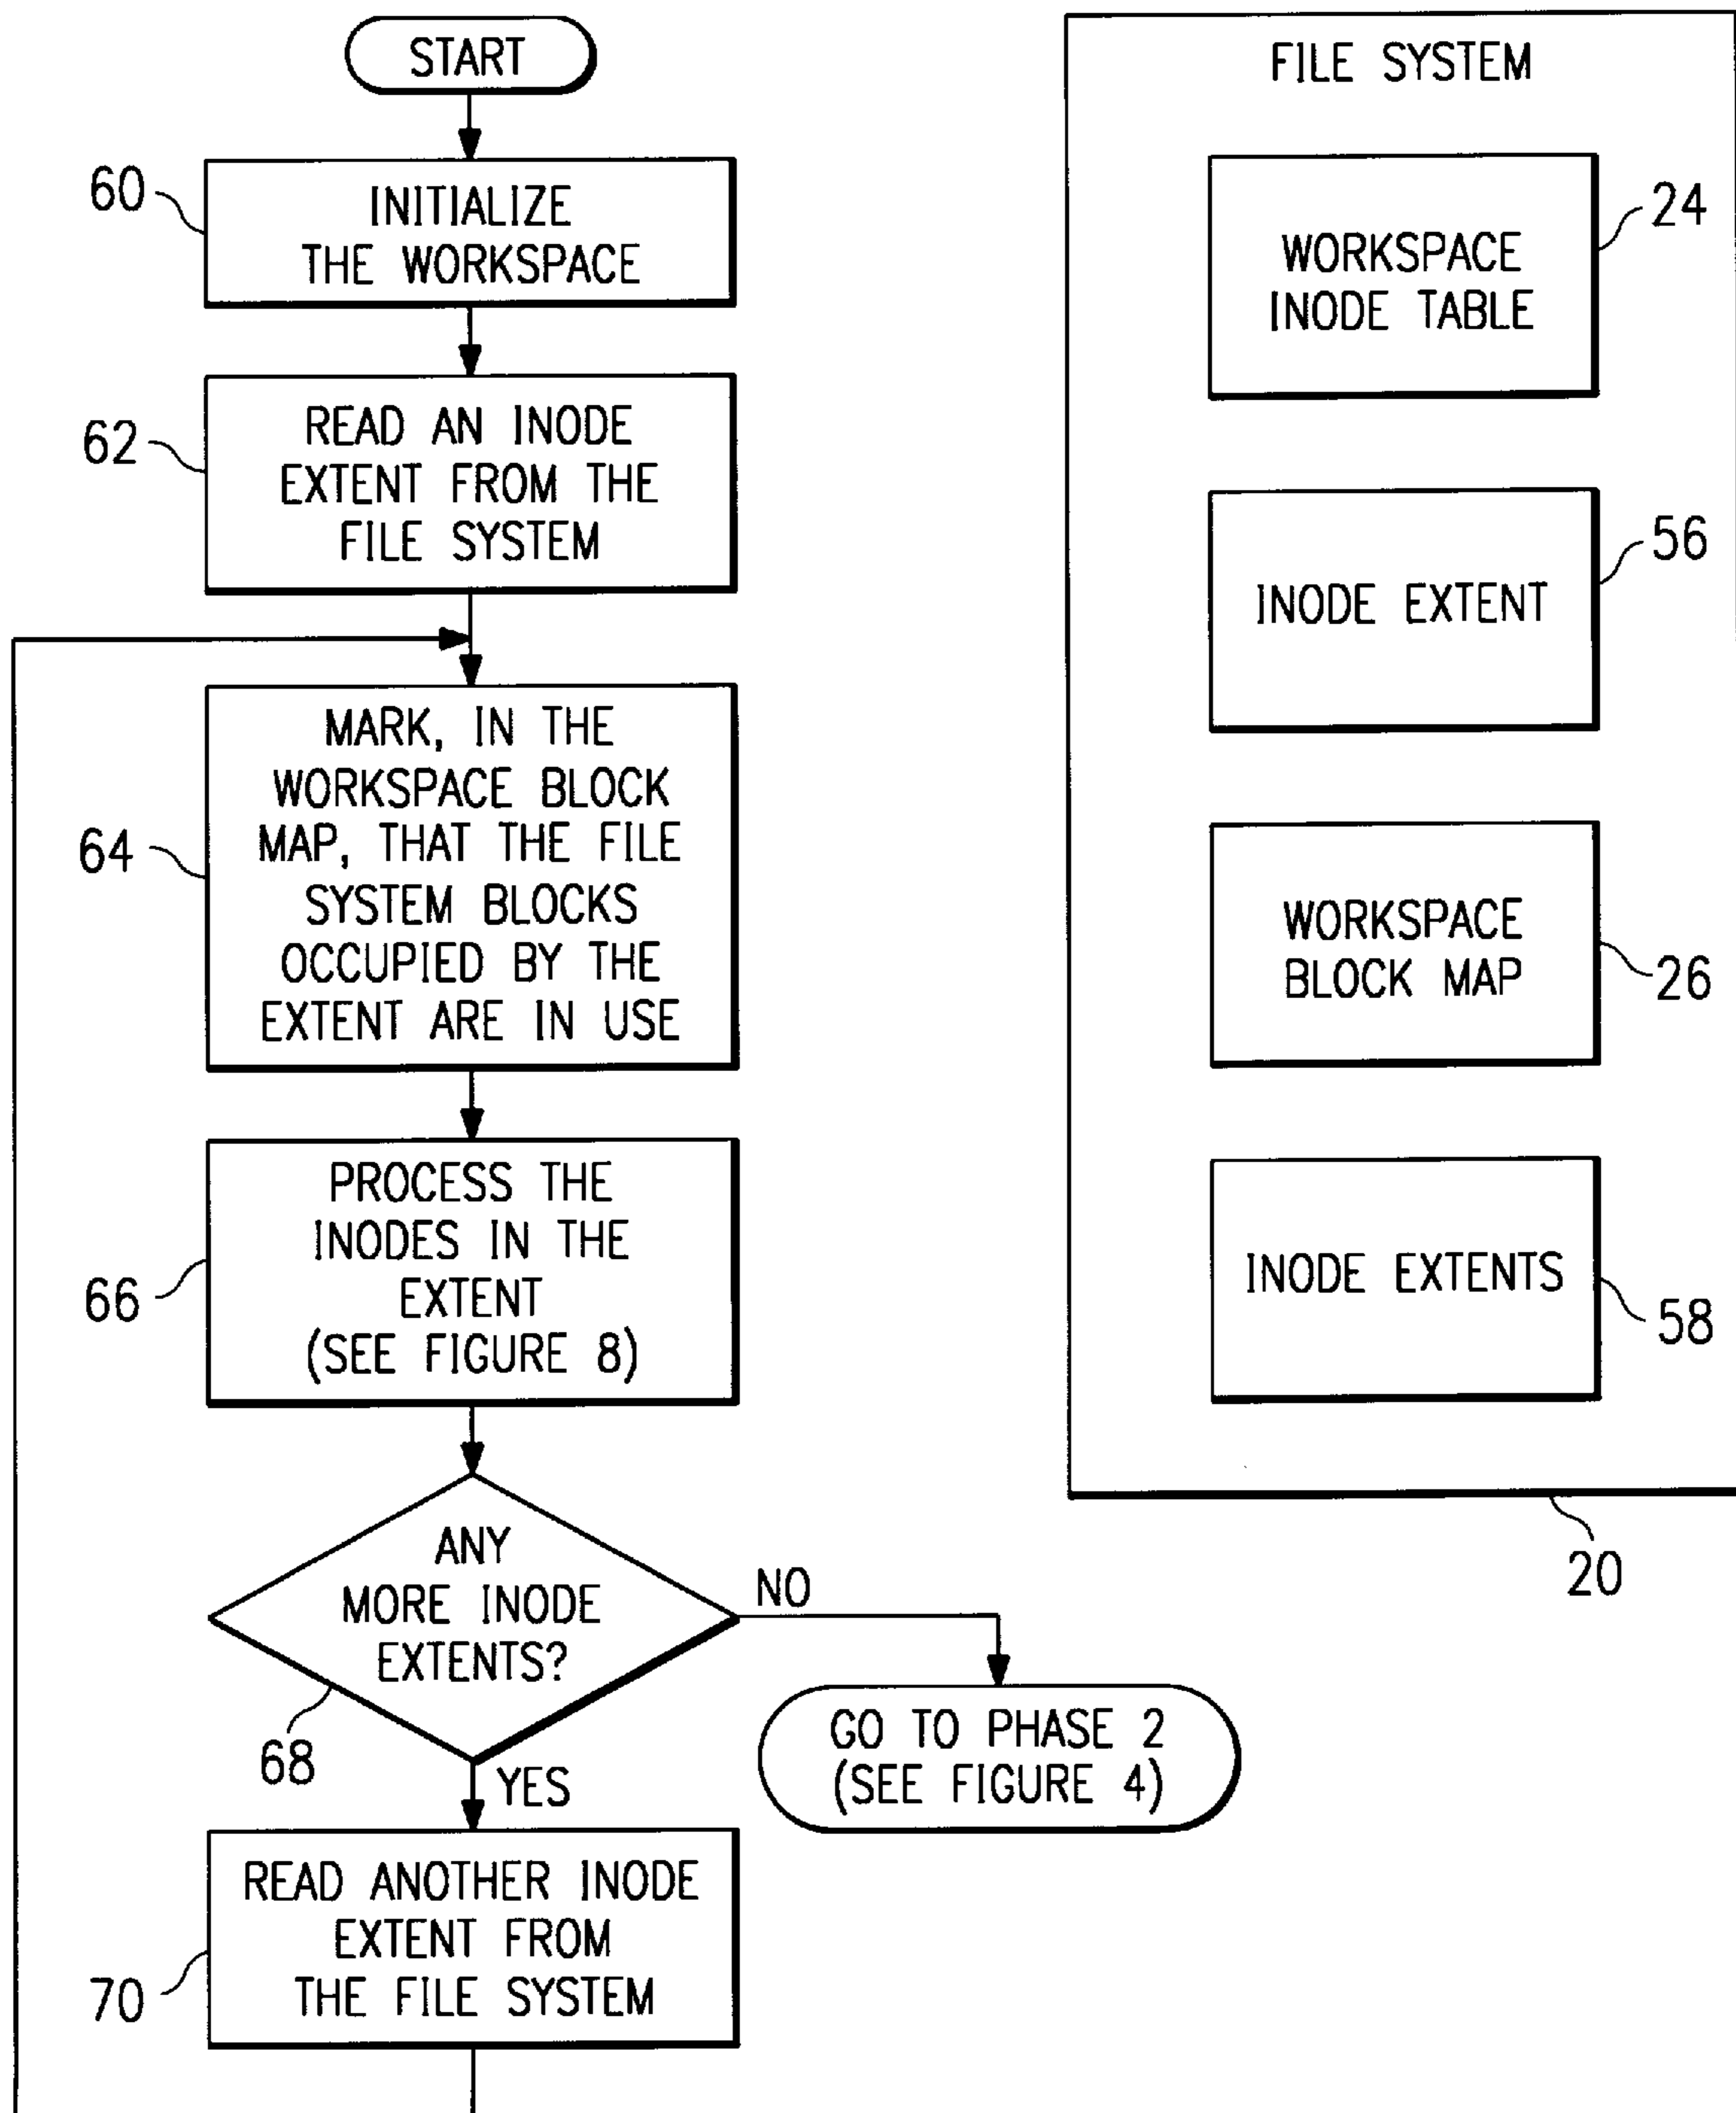 START
60
INITIALIZE
THE WORKSPACE
62
READ AN INODE
EXTENT FROM THE
FILE SYSTEM
64
MARK, IN THE
WORKSPACE BLOCK
MAP, THAT THE FILE
SYSTEM BLOCKS
OCCUPIED BY THE
EXTENT ARE IN USE
66
PROCESS THE
INODES IN THE
EXTENT
(SEE FIGURE 8)
ANY
MORE INODE
EXTENTS?
68
NO
YES
GO TO PHASE 2
(SEE FIGURE 4)
70
READ ANOTHER INODE
EXTENT FROM
THE FILE SYSTEM
FILE SYSTEM
WORKSPACE
INODE TABLE
24
INODE EXTENT
56
WORKSPACE
BLOCK MAP
26
INODE EXTENTS
58
20